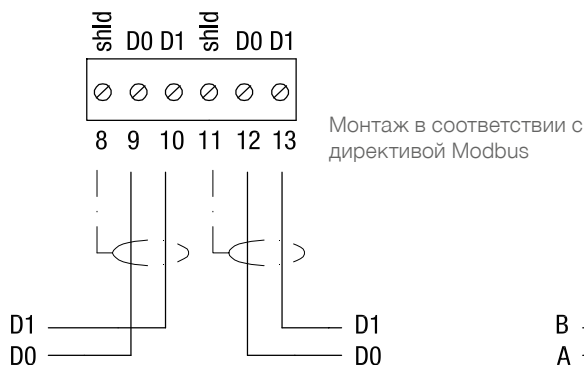 shld D0 D1 shld D0 D1
8 9 10 11 12 13
Монтаж в соответствии с
директивой Modbus
D1 D1 B
D0 D0 A